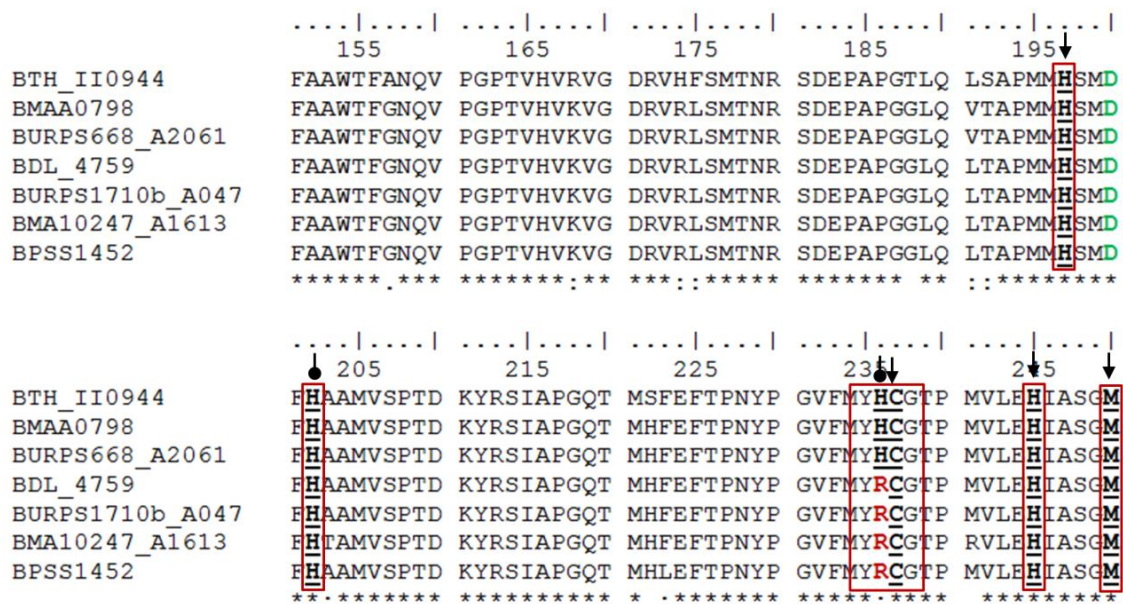 ....|....| ....|....| ....|....| ....|....| ....|....|
155 165 175 185 195
BTH_II0944 FAAWTFANQV PGPTVHVRVG DRVHFSMTNR SDEPAPGTLQ LSAPMMHSMD
BMAA0798 FAAWTFGNQV PGPTVHVKVG DRVRFSMTNR SDEPAPGGLQ VTAPMMHSMD
BURPS668_A2061 FAAWTFGNQV PGPTVHVKVG DRVRFSMTNR SDEPAPGGLQ VTAPMMHSMD
BDL_4759 FAAWTFGNQV PGPTVHVKVG DRVRLSMTNR SDEPAPGGLQ LTAPMMHSMD
BURPS1710b_A047 FAAWTFGNQV PGPTVHVKVG DRVRLSMTNR SDEPAPGGLQ LTAPMMHSMD
BMA10247_A1613 FAAWTFGNQV PGPTVHVKVG DRVRLSMTNR SDEPAPGGLQ LTAPMMHSMD
BPSS1452 FAAWTFGNQV PGPTVHVKVG DRVRLSMTNR SDEPAPGGLQ LTAPMMHSMD
******.*** *******:** ***::***** ******* ** ::********
....|....| ....|....| ....|....| ....|....| ....|....|
205 215 225 235 245
BTH_II0944 FHAAMVSPTD KYRSIAPGQT MSFEFTPNYP GVFMYHCGTP MVLEHIASGM
BMAA0798 FHAAMVSPTD KYRSIAPGQT MHFEFTPNYP GVFMYHCGTP MVLEHIASGM
BURPS668_A2061 FHAAMVSPTD KYRSIAPGQT MHFEFTPNYP GVFMYHCGTP MVLEHIASGM
BDL_4759 FHAAMVSPTD KYRSIAPGQT MHFEFTPNYP GVFMYRCGTP MVLEHIASGM
BURPS1710b_A047 FHAAMVSPTD KYRSIAPGQT MHFEFTPNYP GVFMYRCGTP MVLEHIASGM
BMA10247_A1613 FHTAMVSPTD KYRSIAPGQT MHFEFTPNYP GVFMYRCGTP RVLEHIASGM
BPSS1452 FHAAMVSPTD KYRSIAPGQT MHLEFTPNYP GVFMYRCGTP MVLEHIASGM
**.******* ********** * .******* *****.**** *********